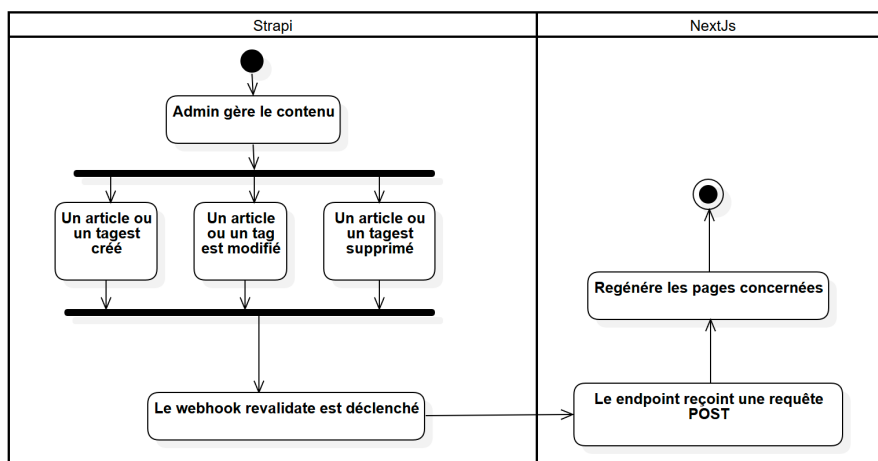 Strapi
NextJs
Admin gère le contenu
Un article ou
un tagest
créé
Un article
ou un tag
est modifié
Un article ou
un tagest
supprimé
Le webhook revalidate est déclenché
Le endpoint reçoint une requête
POST
Regénére les pages concernées